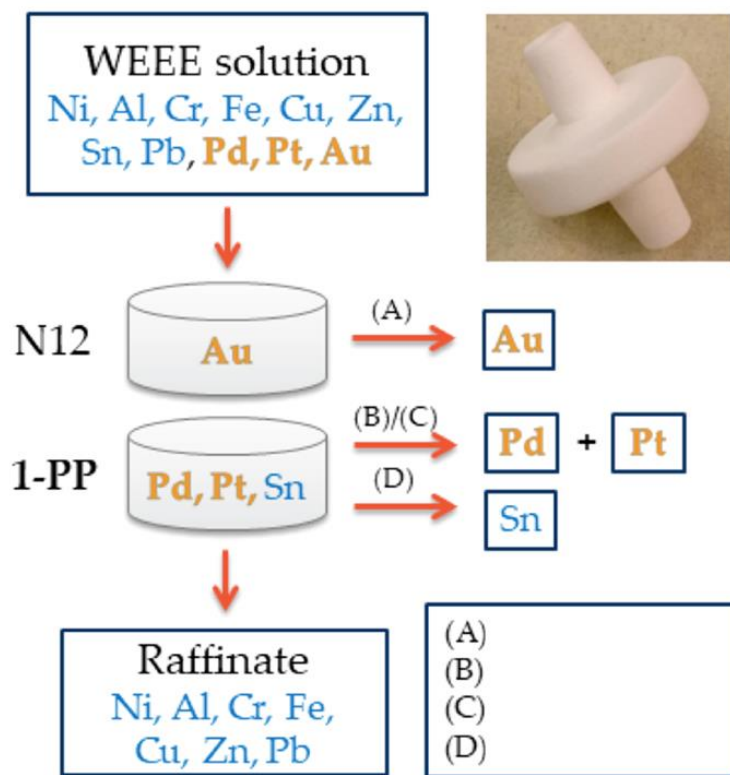 WEEE solution
Ni, Al, Cr, Fe, Cu, Zn,
Sn, Pb, Pd, Pt, Au
N12
Au
(A)
Au
1-PP
Pd, Pt, Sn
(B)/(C)
Pd + Pt
(D)
Sn
Raffinate
Ni, Al, Cr, Fe,
Cu, Zn, Pb
(A)
(B)
(C)
(D)